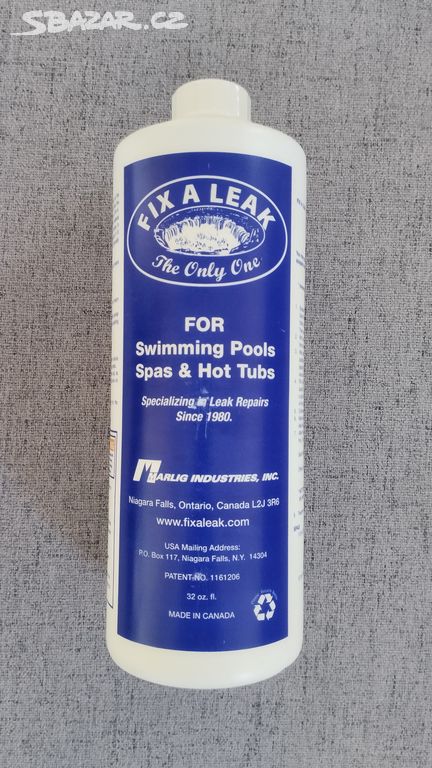 SBAZAR.CZ
FIX A LEAK
The Only One
FOR
Swimming Pools
Spas & Hot Tubs
Specializing in Leak Repairs
Since 1980.
MARLIG INDUSTRIES, INC.
Niagara Falls, Ontario, Canada L2J 3R6
www.fixaleak.com
USA Mailing Address:
P.O. Box 117, Niagara Falls, N.Y. 14304
PATENT NO. 1161206
32 oz. fl.
MADE IN CANADA